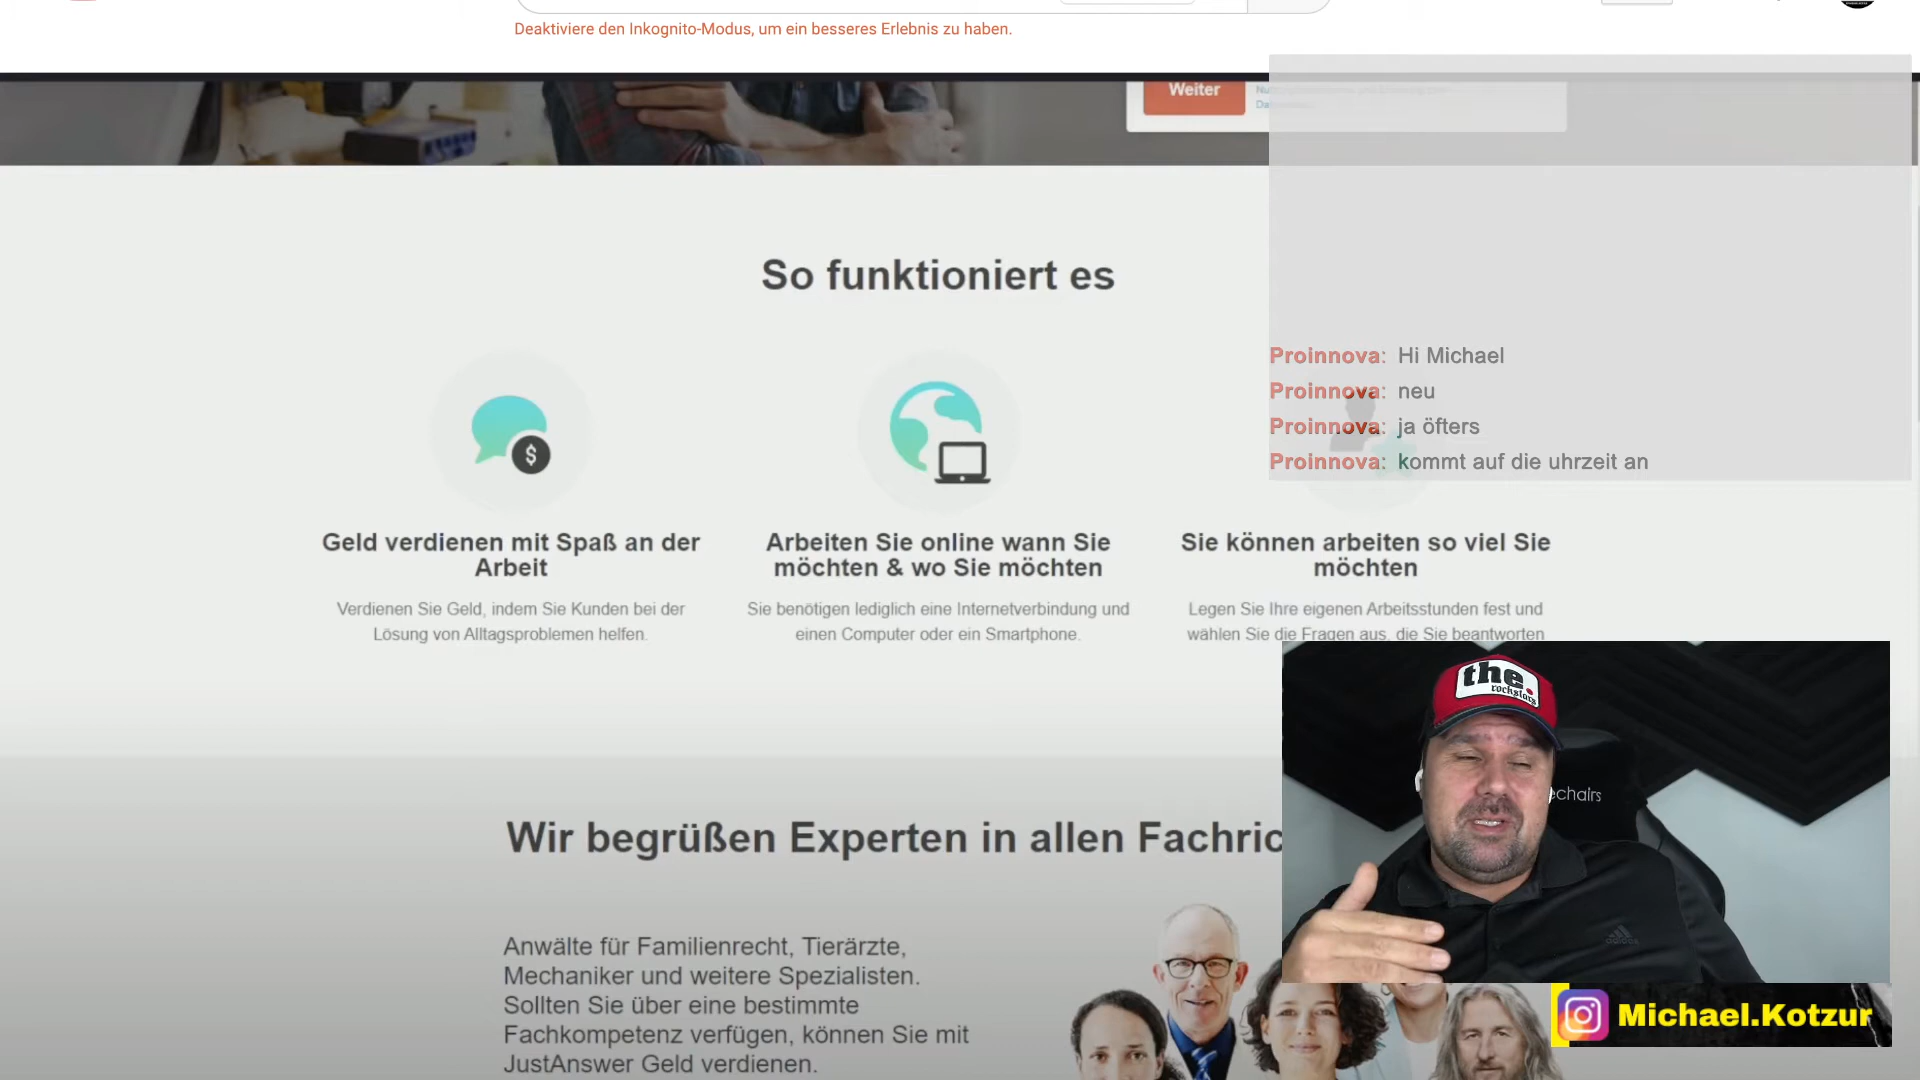 Deaktiviere den Inkognito-Modus, um ein besseres Erlebnis zu haben.
Weiter
So funktioniert es
Proinnova: Hi Michael
Proinnova: neu
Proinnova: ja öfters
Proinnova: kommt auf die uhrzeit an
$
Geld verdienen mit Spaß an der
Arbeit
Verdienen Sie Geld, indem Sie Kunden bei der
Lösung von Alltagsproblemen helfen.
Arbeiten Sie online wann Sie
möchten & wo Sie möchten
Sie benötigen lediglich eine Internetverbindung und
einen Computer oder ein Smartphone.
Sie können arbeiten so viel Sie
möchten
Legen Sie Ihre eigenen Arbeitsstunden fest und
wählen Sie die Fragen aus, die Sie beantworten
the.
rockstars
echairs
adidas
Wir begrüßen Experten in allen Fachric
Anwälte für Familienrecht, Tierärzte,
Mechaniker und weitere Spezialisten.
Sollten Sie über eine bestimmte
Fachkompetenz verfügen, können Sie mit
JustAnswer Geld verdienen.
Michael.Kotzur